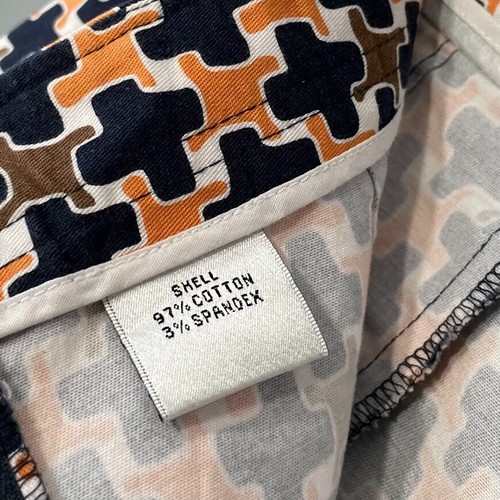 SHELL
97% COTTON
3% SPANDEX